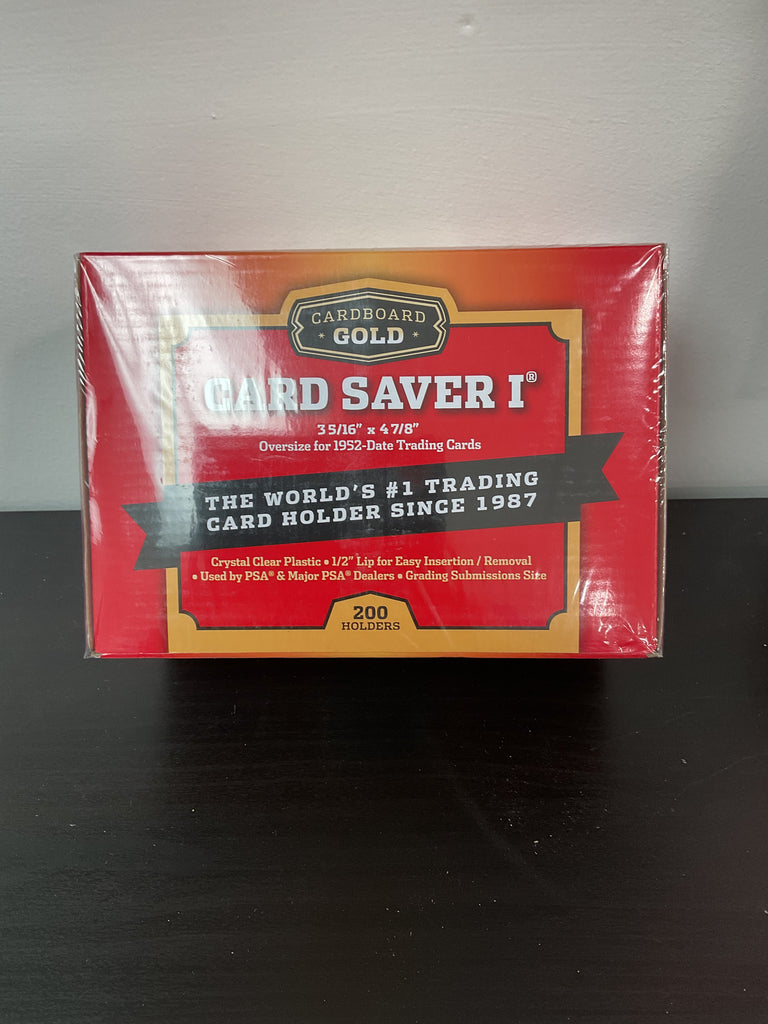 CARDBOARD
GOLD
CARD SAVER I®
3 5/16" x 4 7/8"
Oversize for 1952-Date Trading Cards
THE WORLD'S #1 TRADING
CARD HOLDER SINCE 1987
Crystal Clear Plastic • 1/2" Lip for Easy Insertion / Removal
• Used by PSA® & Major PSA® Dealers • Grading Submissions Size
200
HOLDERS